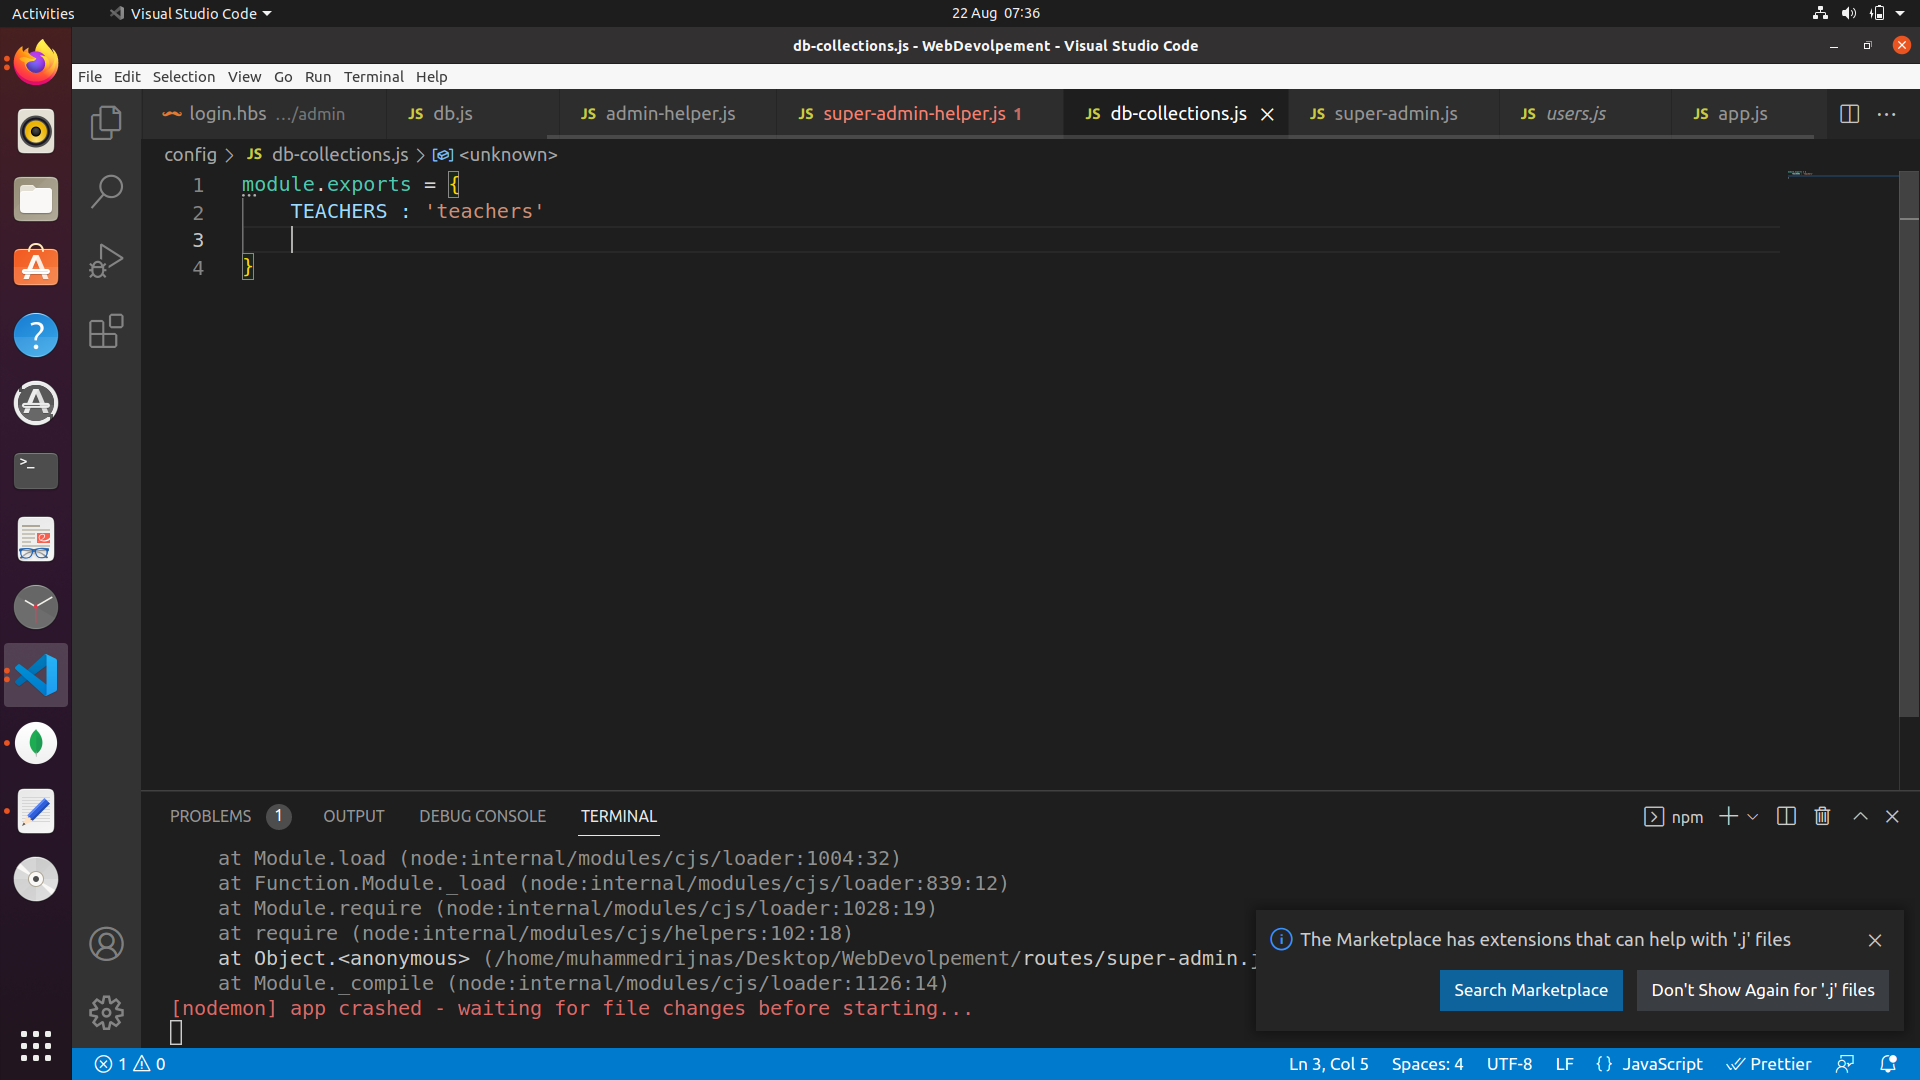 Activities
Visual Studio Code
22 Aug 07:36
db-collections.js - WebDevolpement - Visual Studio Code
File Edit Selection View Go Run Terminal Help
login.hbs .../admin
JS db.js
JS admin-helper.js
JS super-admin-helper.js 1
JS db-collections.js
JS super-admin.js
JS users.js
JS app.js
config > JS db-collections.js > <unknown>
1 module.exports = {
2 TEACHERS : 'teachers'
3
4 }
PROBLEMS 1 OUTPUT DEBUG CONSOLE TERMINAL
npm
at Module.load (node:internal/modules/cjs/loader:1004:32)
at Function.Module._load (node:internal/modules/cjs/loader:839:12)
at Module.require (node:internal/modules/cjs/loader:1028:19)
at require (node:internal/modules/cjs/helpers:102:18)
at Object.<anonymous> (/home/muhammedrijnas/Desktop/WebDevolpement/routes/super-admin.j
at Module._compile (node:internal/modules/cjs/loader:1126:14)
[nodemon] app crashed - waiting for file changes before starting...
The Marketplace has extensions that can help with '.j' files
Search Marketplace
Don't Show Again for '.j' files
1 0
Ln 3, Col 5
Spaces: 4
UTF-8
LF
{ } JavaScript
Prettier